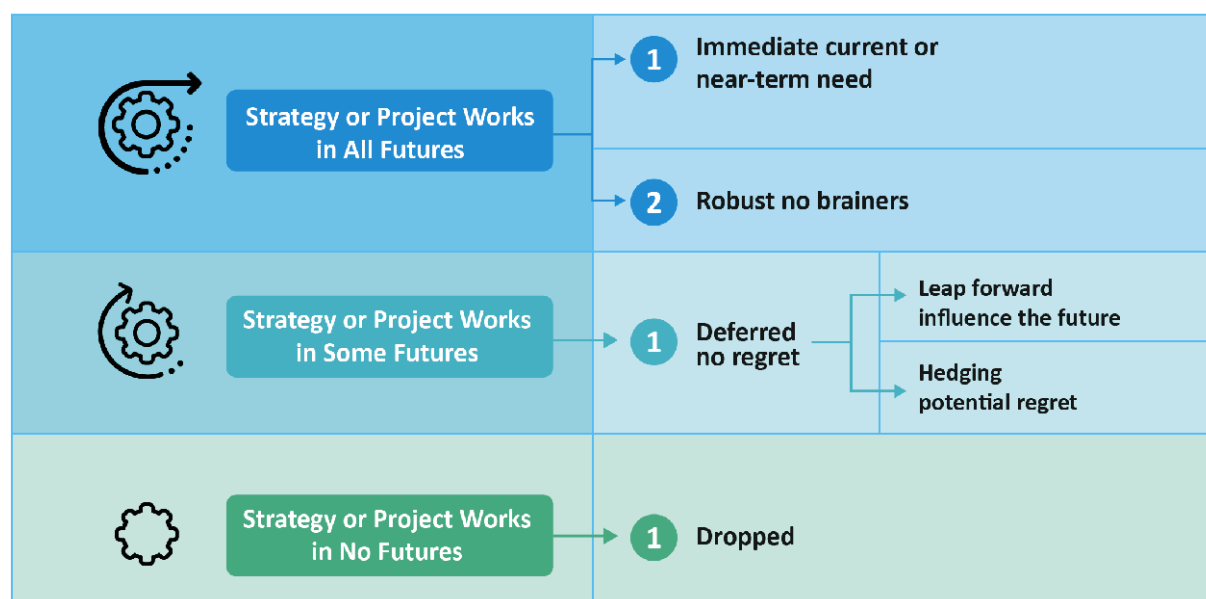 Strategy or Project Works
in All Futures
1
Immediate current or
near-term need
2
Robust no brainers
Strategy or Project Works
in Some Futures
1
Deferred
no regret
Leap forward
influence the future
Hedging
potential regret
Strategy or Project Works
in No Futures
1
Dropped